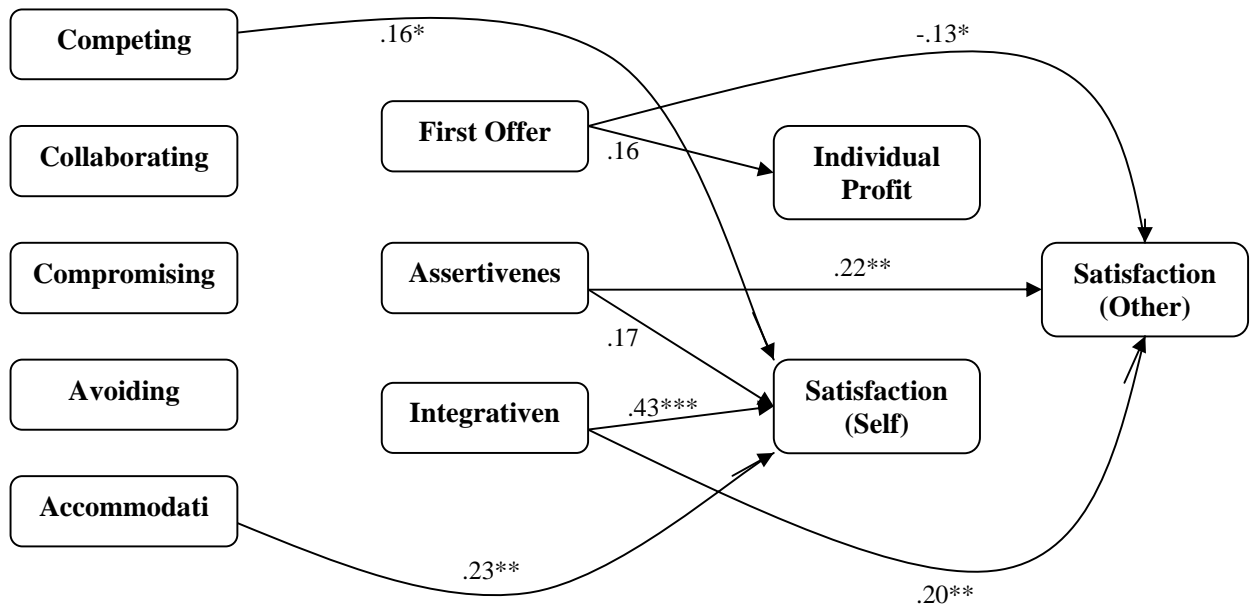 Competing
.16*
-.13*
First Offer
.16
Collaborating
Individual
Profit
Compromising
Assertivenes
.22**
Satisfaction
(Other)
.17
Avoiding
Integrativen
.43***
Satisfaction
(Self)
Accommodati
.23**
.20**